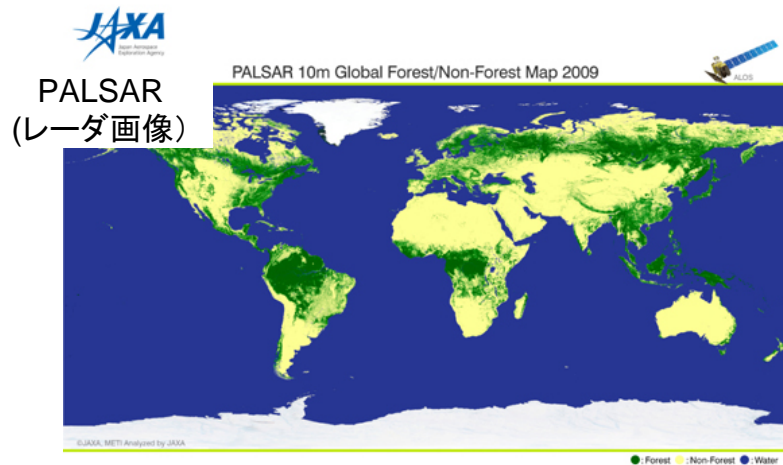 JAXA
Japan Aerospace
Exploration Agency
PALSAR
(レーダ画像）
PALSAR 10m Global Forest/Non-Forest Map 2009
ALOS
©JAXA, METI Analyzed by JAXA
●: Forest ●: Non-Forest ●: Water